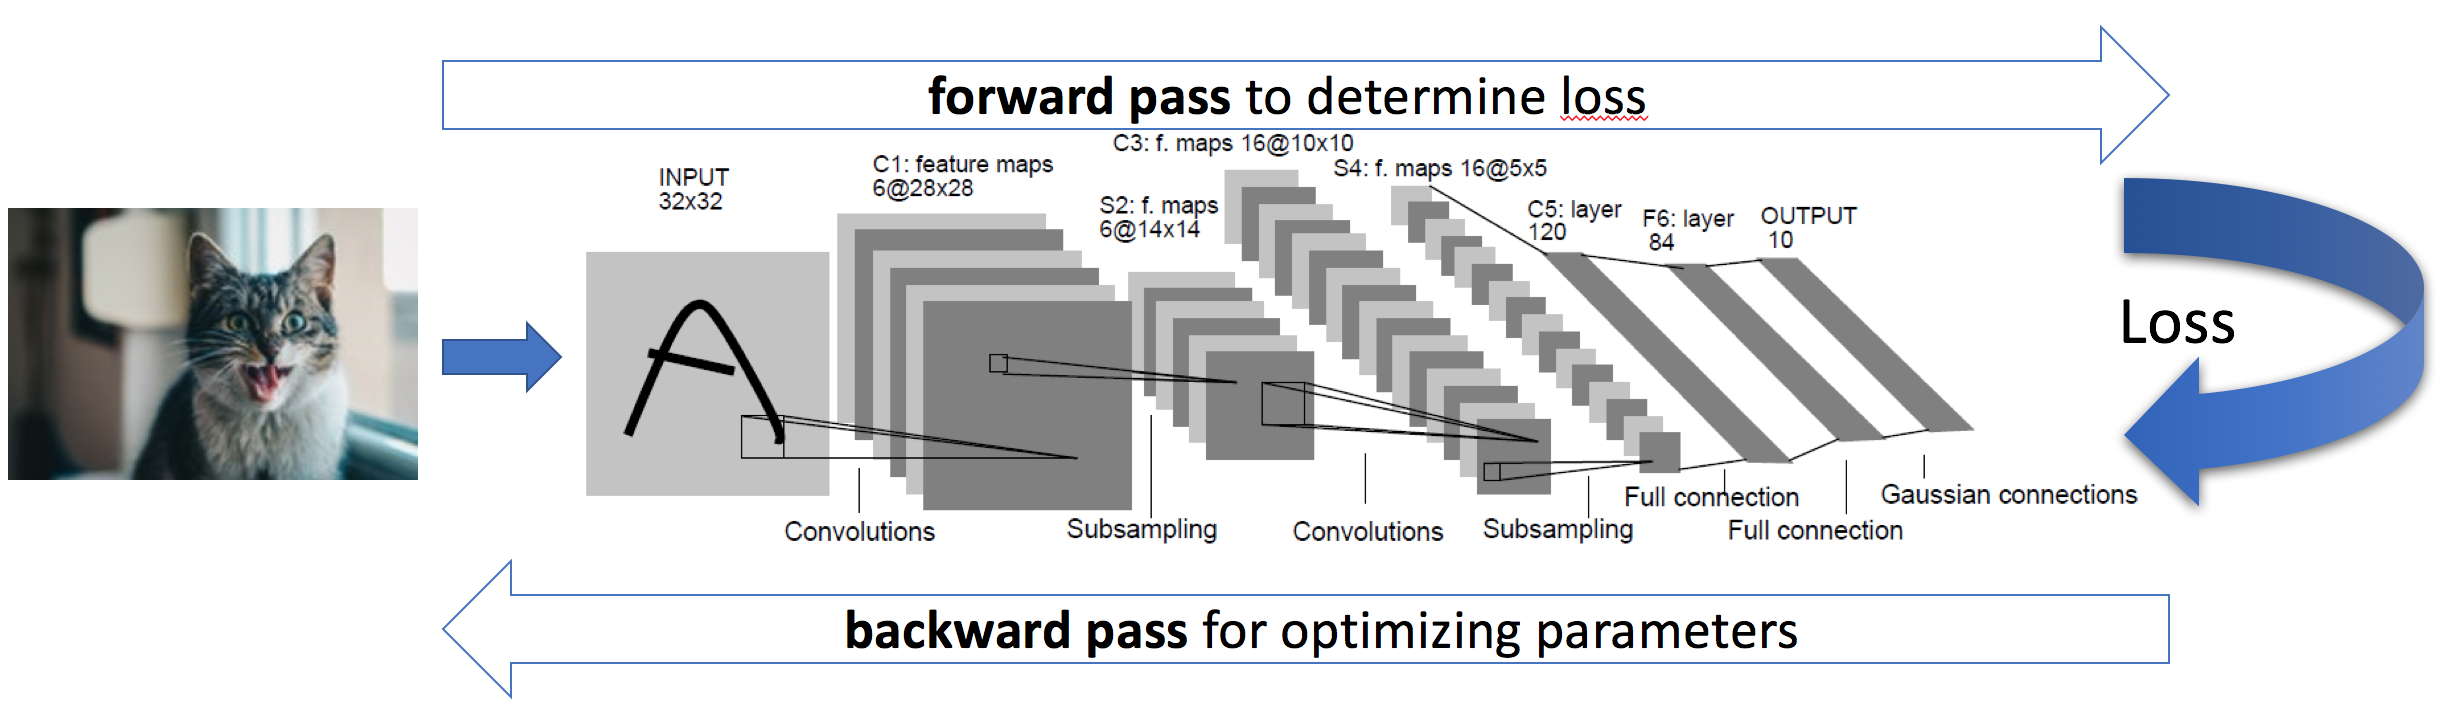 forward pass to determine loss
INPUT
32x32
C1: feature maps
6@28x28
S2: f. maps
6@14x14
C3: f. maps 16@10x10
S4: f. maps 16@5x5
C5: layer
120
F6: layer
84
OUTPUT
10
A
Loss
Convolutions
Subsampling
Convolutions
Subsampling
Full connection
Full connection
Gaussian connections
backward pass for optimizing parameters